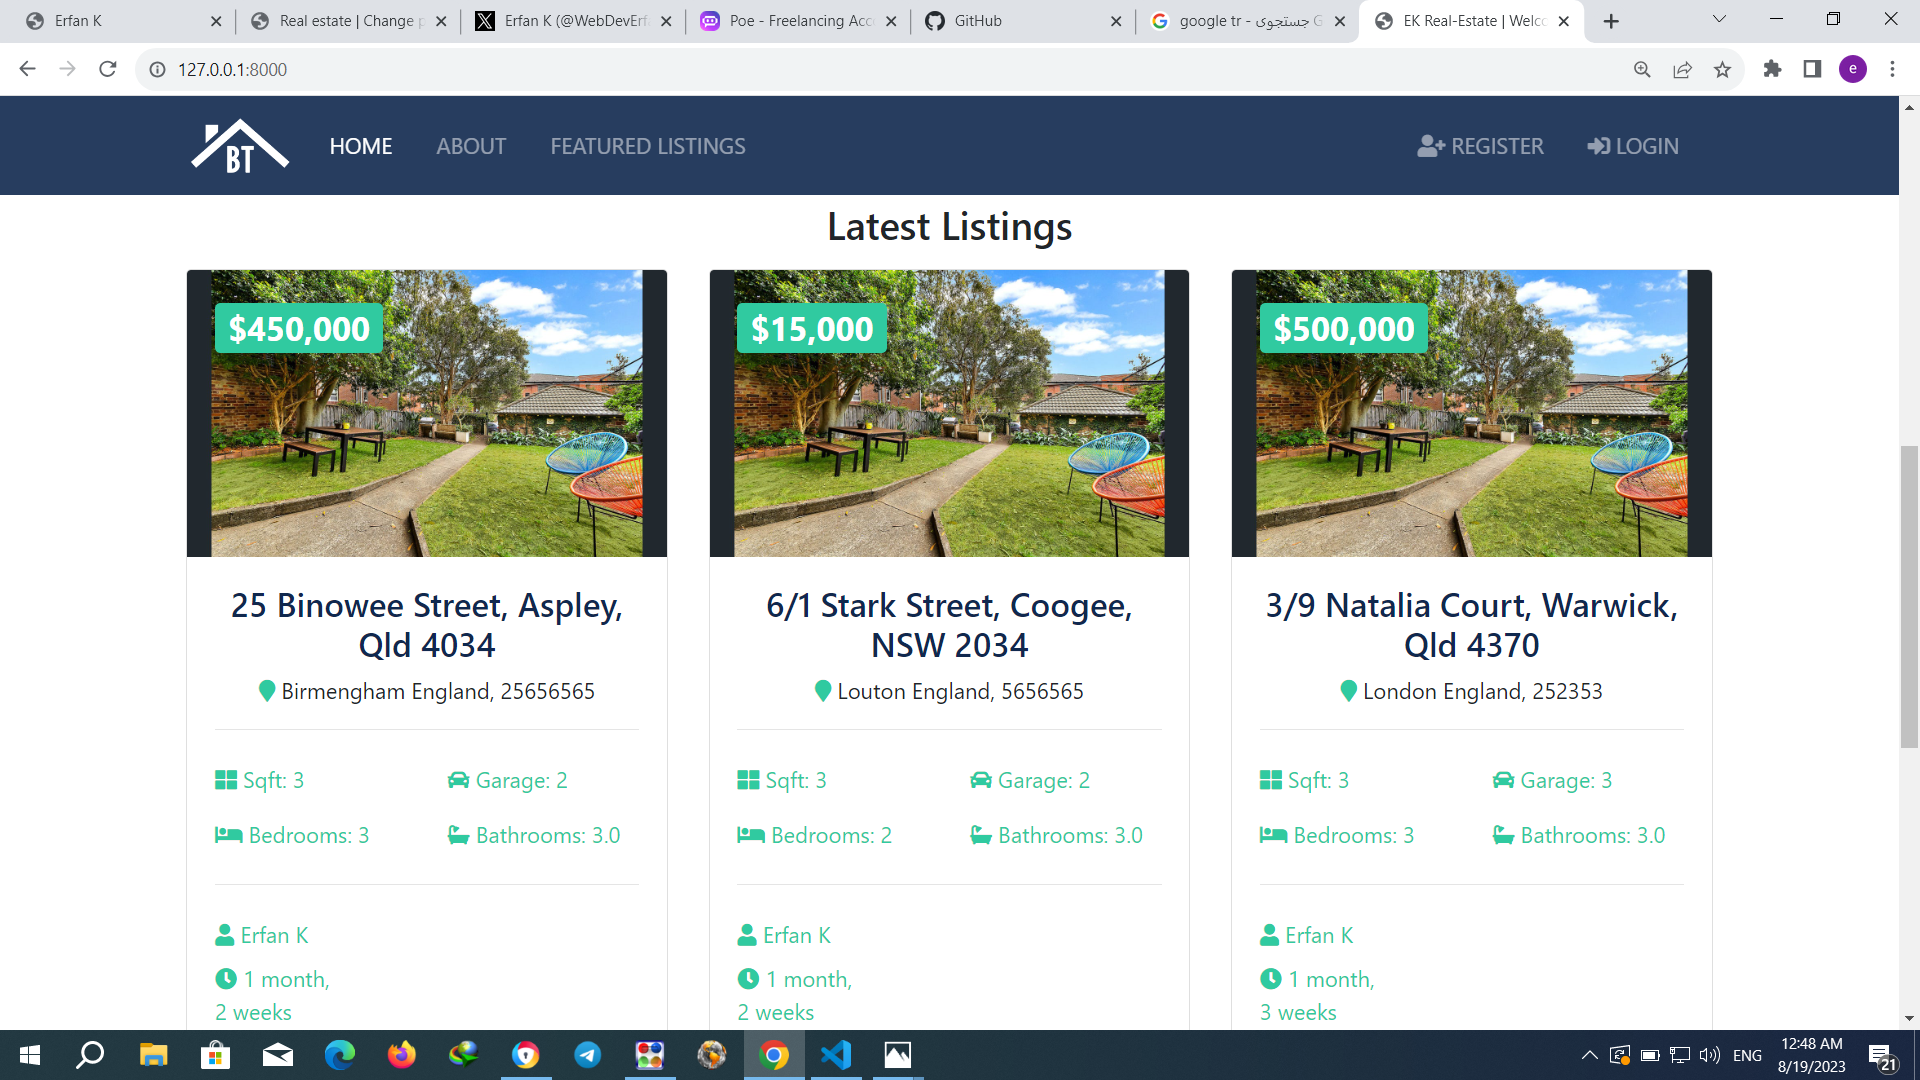 Erfan K
Real estate | Change p
Erfan K (@WebDevErfa
Poe - Freelancing Acc
GitHub
google tr - جستجوی G
EK Real-Estate | Welc
127.0.0.1:8000
e
BT
HOME
ABOUT
FEATURED LISTINGS
REGISTER
LOGIN
Latest Listings
$450,000
$15,000
$500,000
25 Binowee Street, Aspley,
Qld 4034
6/1 Stark Street, Coogee,
NSW 2034
3/9 Natalia Court, Warwick,
Qld 4370
Birmengham England, 25656565
Louton England, 5656565
London England, 252353
Sqft: 3
Garage: 2
Sqft: 3
Garage: 2
Sqft: 3
Garage: 3
Bedrooms: 3
Bathrooms: 3.0
Bedrooms: 2
Bathrooms: 3.0
Bedrooms: 3
Bathrooms: 3.0
Erfan K
Erfan K
Erfan K
1 month,
2 weeks
1 month,
2 weeks
1 month,
3 weeks
ENG
12:48 AM
8/19/2023
21